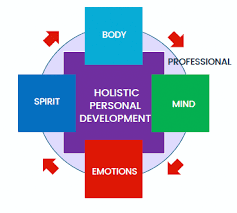 BODY
PROFESSIONAL
SPIRIT
HOLISTIC
PERSONAL
DEVELOPMENT
MIND
EMOTIONS